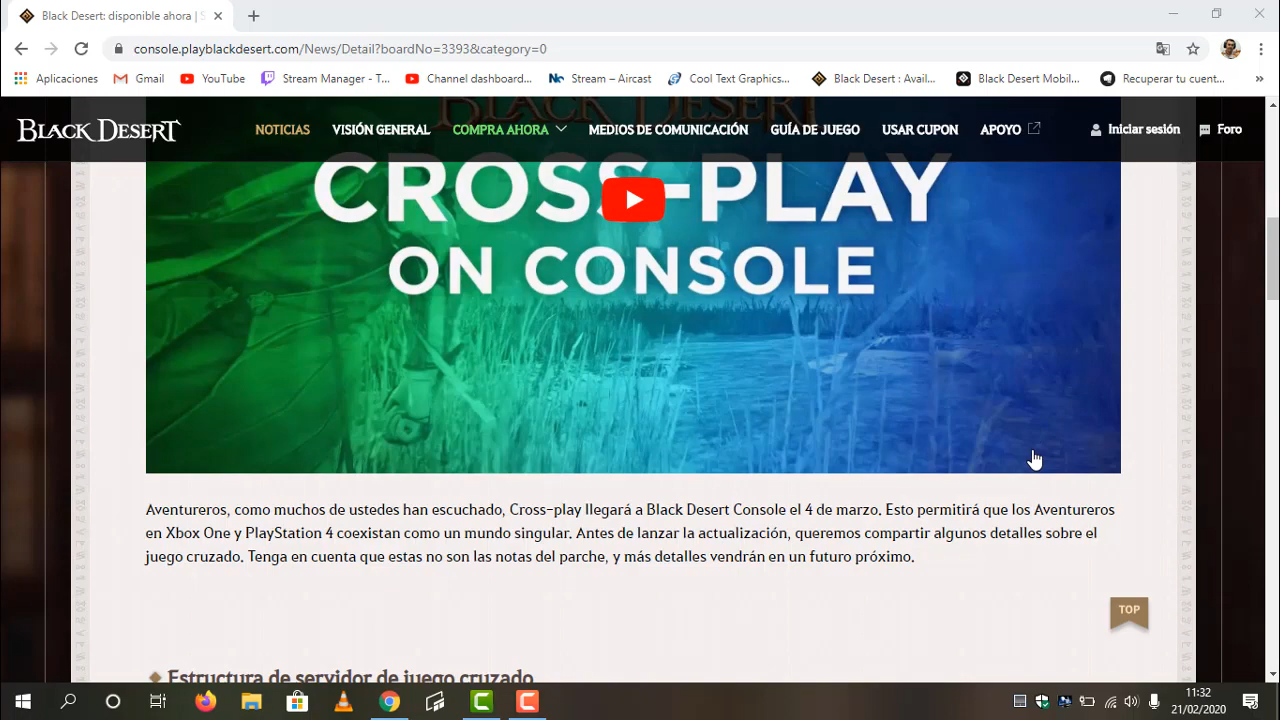 Black Desert: disponible ahora | S
console.playblackdesert.com/News/Detail?boardNo=3393&category=0
Aplicaciones Gmail YouTube Stream Manager - T... Channel dashboard... Nc Stream – Aircast Cool Text Graphics... Black Desert : Avail... Black Desert Mobil... Recuperar tu cuent... »
BLACK DESERT NOTICIAS VISIÓN GENERAL COMPRA AHORA MEDIOS DE COMUNICACIÓN GUÍA DE JUEGO USAR CUPON APOYO Iniciar sesión Foro
BLACK DESERT
CROSS-PLAY
ON CONSOLE
Aventureros, como muchos de ustedes han escuchado, Cross-play llegará a Black Desert Console el 4 de marzo. Esto permitirá que los Aventureros
en Xbox One y PlayStation 4 coexistan como un mundo singular. Antes de lanzar la actualización, queremos compartir algunos detalles sobre el
juego cruzado. Tenga en cuenta que estas no son las notas del parche, y más detalles vendrán en un futuro próximo.
TOP
Estructura de servidor de juego cruzado
11:32
21/02/2020